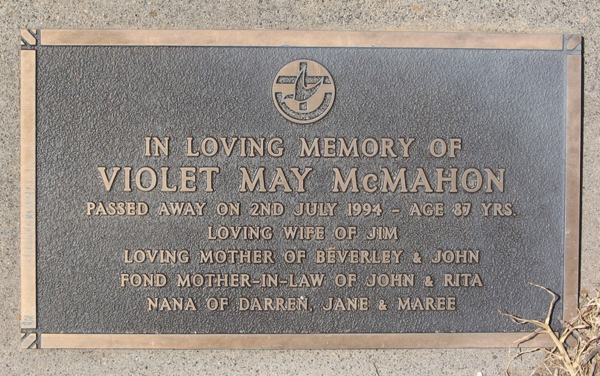 IN LOVING MEMORY OF
VIOLET MAY McMAHON
PASSED AWAY ON 2ND JULY 1994 - AGE 87 YRS.
LOVING WIFE OF JIM
LOVING MOTHER OF BEVERLEY & JOHN
FOND MOTHER-IN-LAW OF JOHN & RITA
NANA OF DARREN, JANE & MAREE